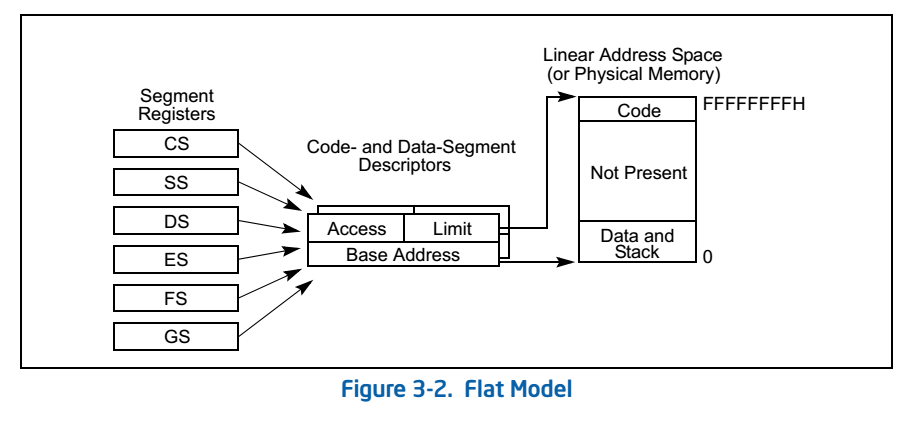 Linear Address Space
(or Physical Memory)
Segment
Registers
CS
SS
DS
ES
FS
GS
Code- and Data-Segment
Descriptors
Access
Limit
Base Address
Code
FFFFFFFFH
Not Present
Data and
Stack
0
Figure 3-2. Flat Model